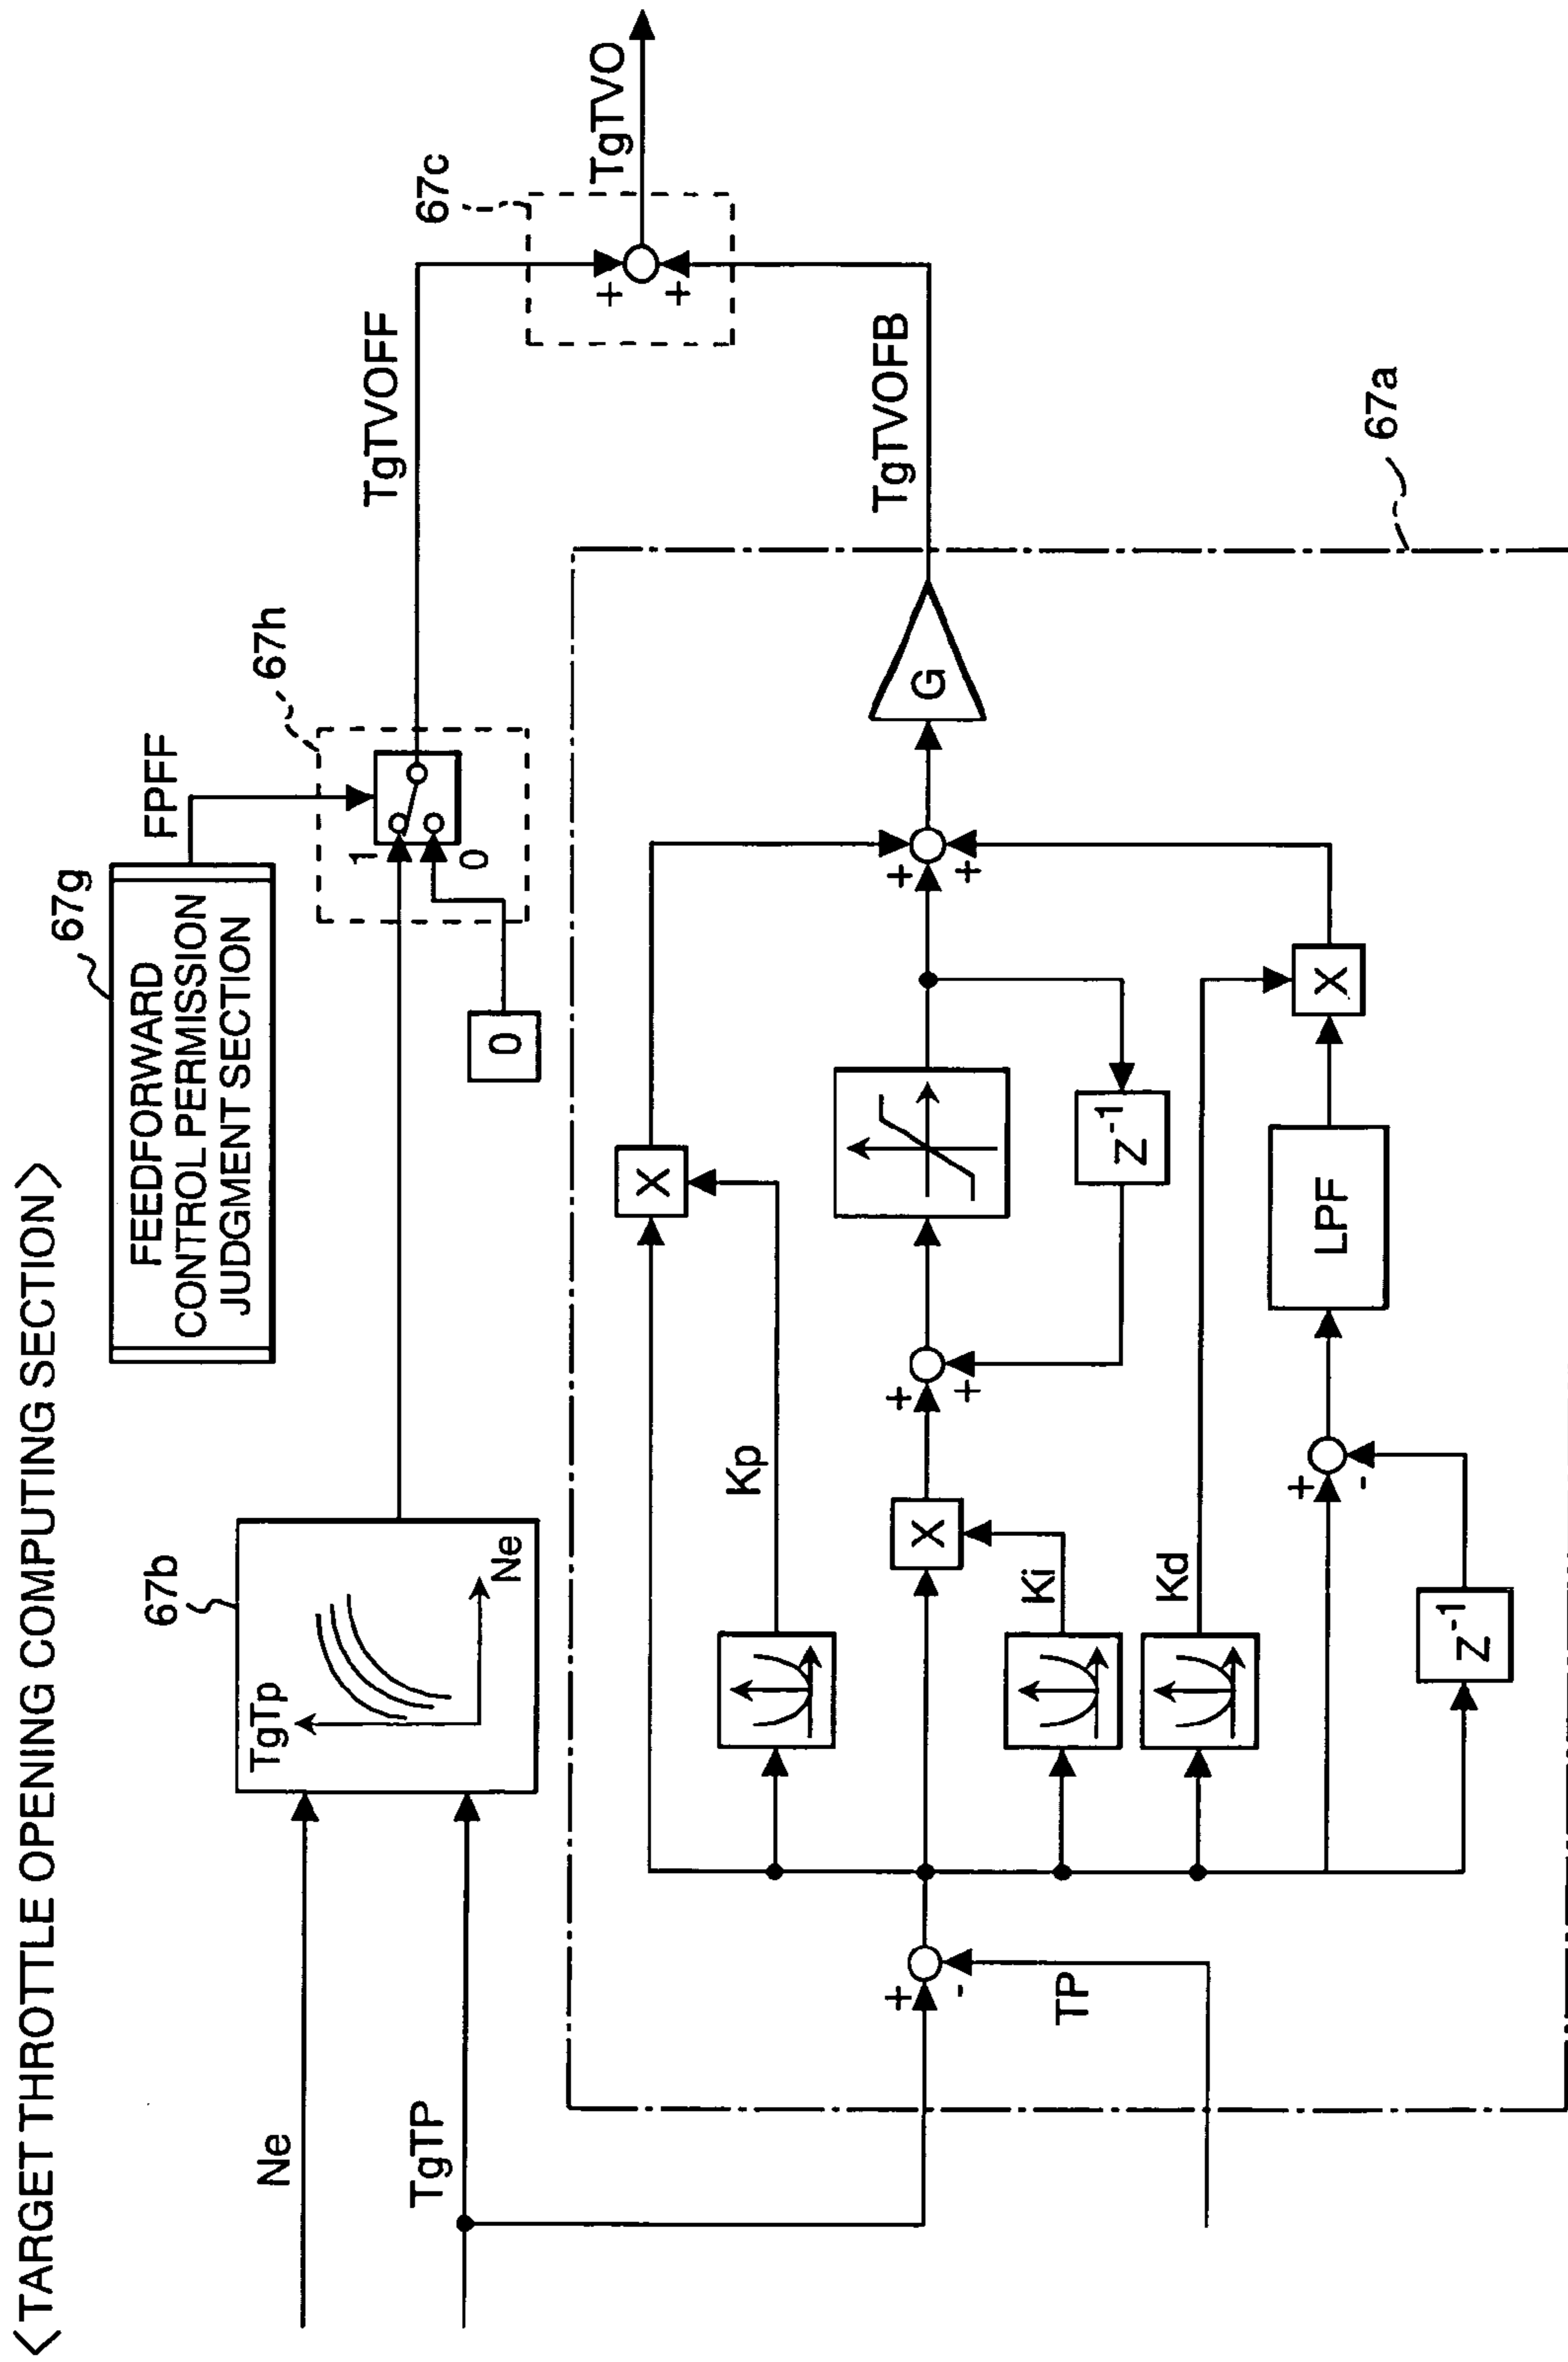 <TARGET THROTTLE OPENING COMPUTING SECTION>
67g
FEEDFORWARD
CONTROL PERMISSION
JUDGMENT SECTION
FPFF
67h
67b
TgTp
Ne
Ne
TgTP
1
0
0
TgTVOFF
67c
+
+
TgTVO
TgTVOFB
67a
+
-
TP
Kp
X
X
Ki
+
+
Z-1
+
+
G
Kd
+
-
Z-1
LPF
X